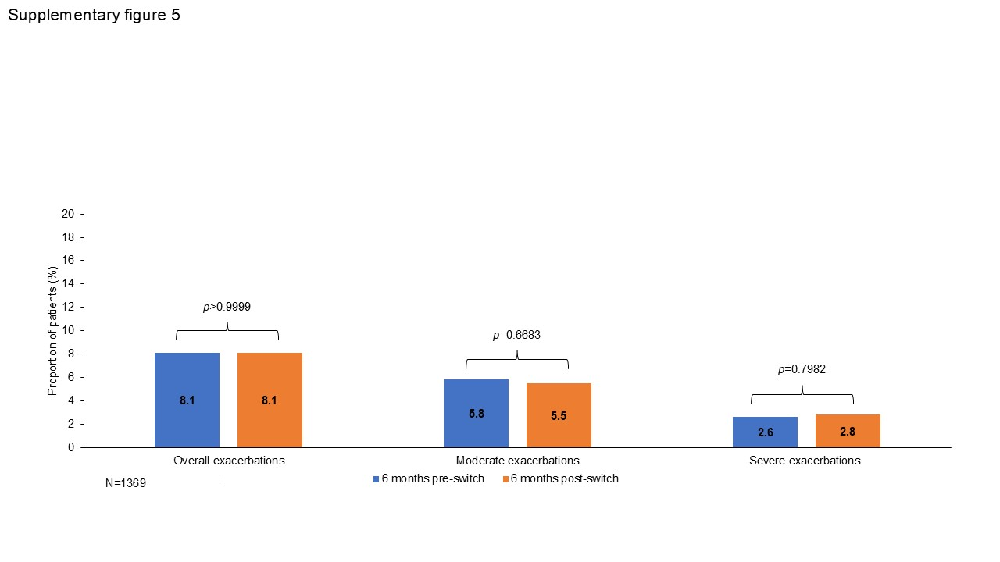 Supplementary figure 5
20
18
16
14
12
10
8
6
4
2
0
Proportion of patients (%)
p>0.9999
p=0.6683
p=0.7982
8.1
8.1
5.8
5.5
2.6
2.8
Overall exacerbations
Moderate exacerbations
Severe exacerbations
6 months pre-switch
6 months post-switch
N=1369